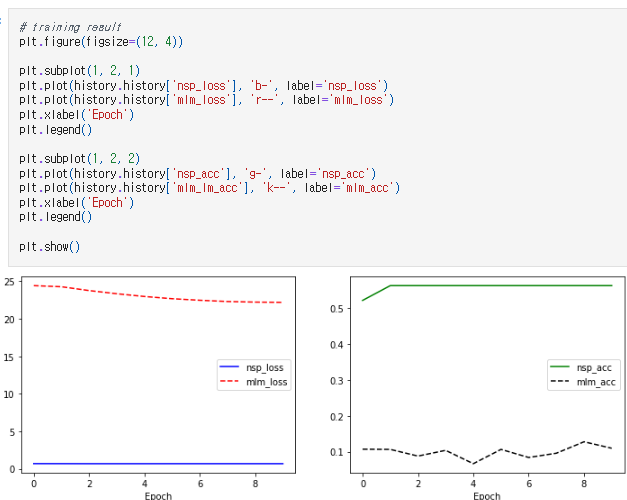 # training result
plt.figure(figsize=(12, 4))
plt.subplot(1, 2, 1)
plt.plot(history.history['nsp_loss'], 'b-', label='nsp_loss')
plt.plot(history.history['mlm_loss'], 'r--', label='mlm_loss')
plt.xlabel('Epoch')
plt.legend()
plt.subplot(1, 2, 2)
plt.plot(history.history['nsp_acc'], 'g-', label='nsp_acc')
plt.plot(history.history['mlm_lm_acc'], 'k--', label='mlm_acc')
plt.xlabel('Epoch')
plt.legend()
plt.show()
25
20
15
10
5
0
nsp_loss
mlm_loss
0 2 4 6 8
Epoch
0.5
0.4
0.3
0.2
0.1
nsp_acc
mlm_acc
0 2 4 6 8
Epoch